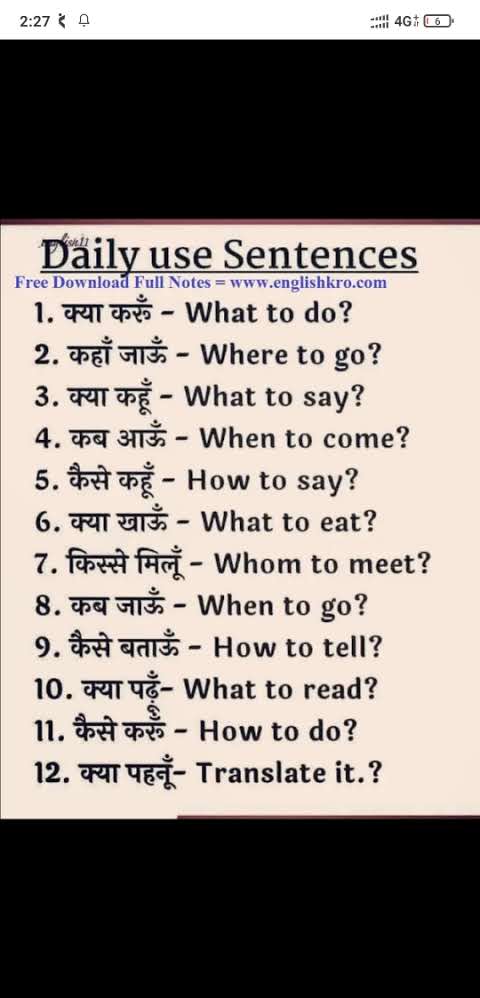 2:27
4G+ 6
Daily use Sentences
Free Download Full Notes = www.englishkro.com
1. क्या करूँ – What to do?
2. कहाँ जाऊँ – Where to go?
3. क्या कहूँ – What to say?
4. कब आऊँ – When to come?
5. कैसे कहूँ – How to say?
6. क्या खाऊँ – What to eat?
7. किस्से मिलूँ – Whom to meet?
8. कब जाऊँ – When to go?
9. कैसे बताऊँ – How to tell?
10. क्या पढ़ूँ– What to read?
11. कैसे करूँ – How to do?
12. क्या पहनूँ– Translate it.?